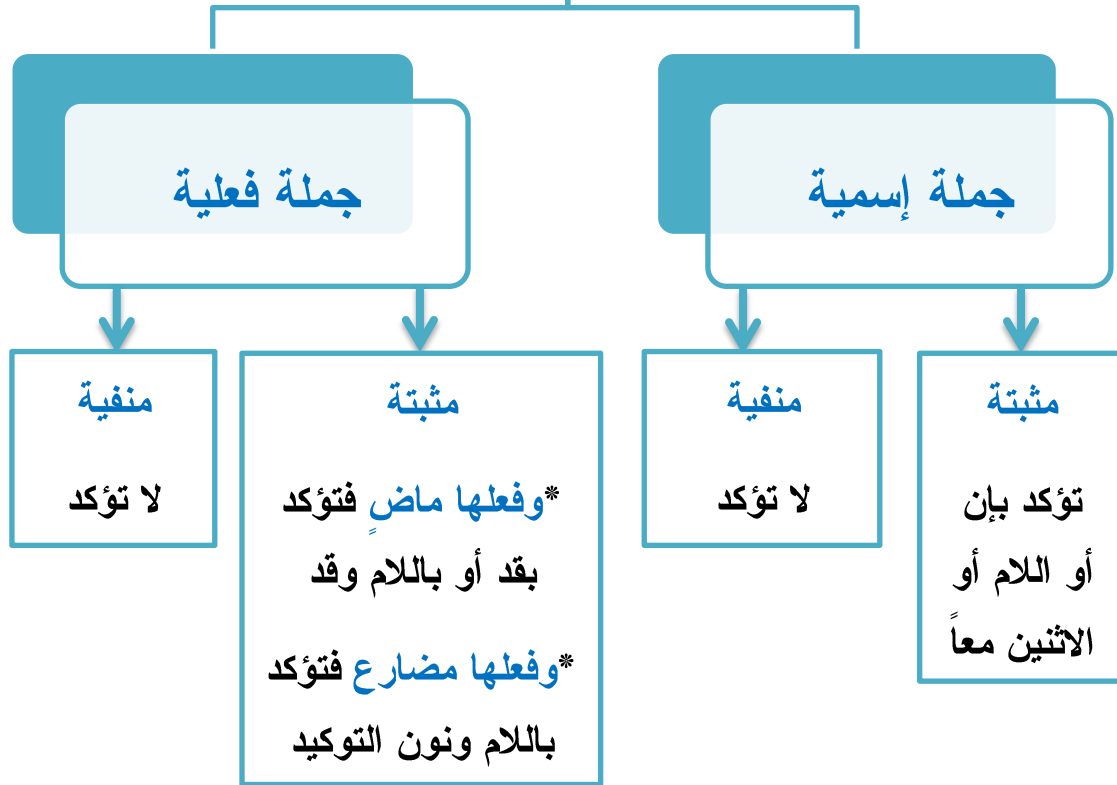 جملة إسمية
جملة فعلية
مثبتة
تؤكد بإن
أو اللام أو
الاثنين معاً
منفية
لا تؤكد
مثبتة
*وفعلها ماضٍ فتؤكد
بقد أو باللام وقد
*وفعلها مضارع فتؤكد
باللام ونون التوكيد
منفية
لا تؤكد